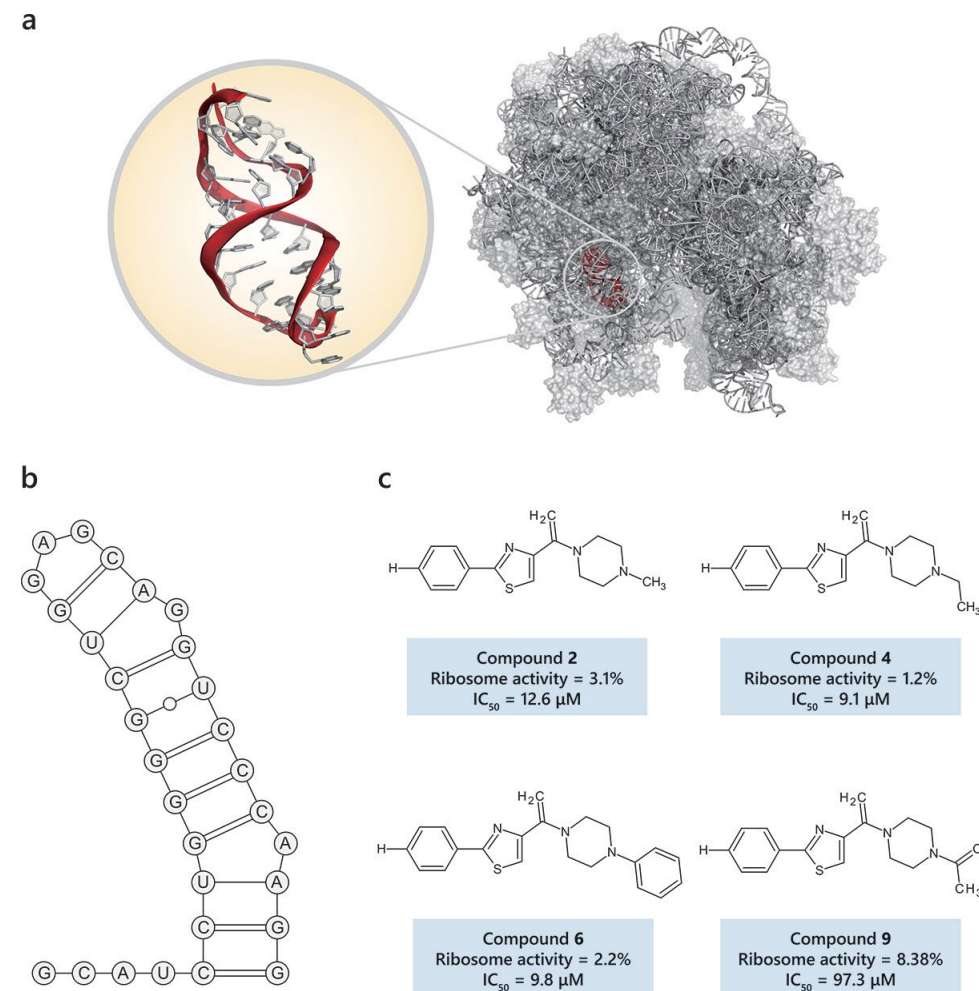 a
b
G
A
C
G
A
G
G
U
G
C
U
G
C
G
C
G
C
G
A
U
A
C
G
G
C
A
U
C
G
c
H₂C
N
N
H
N
S
CH₃
Compound 2
Ribosome activity = 3.1%
IC₅₀ = 12.6 µM
H₂C
N
N
H
N
S
CH₃
Compound 4
Ribosome activity = 1.2%
IC₅₀ = 9.1 µM
H₂C
N
N
H
N
S
Compound 6
Ribosome activity = 2.2%
IC₅₀ = 9.8 µM
H₂C
N
N
H
N
O
S
CH₃
Compound 9
Ribosome activity = 8.38%
IC₅₀ = 97.3 µM